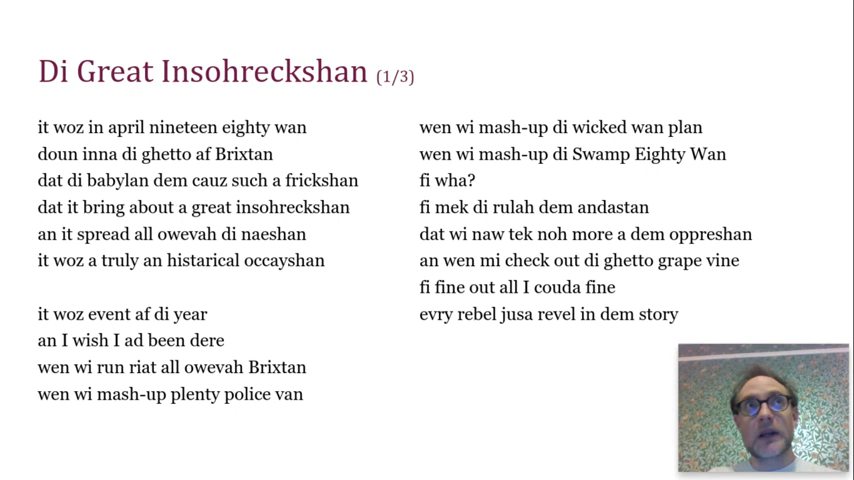 Di Great Insohreckshan (1/3)
it woz in april nineteen eighty wan
doun inna di ghetto af Brixtan
dat di babylan dem cauz such a frickshan
dat it bring about a great insohreckshan
an it spread all owevah di naeshan
it woz a truly an histarical occayshan
it woz event af di year
an I wish I ad been dere
wen wi run riat all owevah Brixtan
wen wi mash-up plenty police van
wen wi mash-up di wicked wan plan
wen wi mash-up di Swamp Eighty Wan
fi wha?
fi mek di rulah dem andastan
dat wi naw tek noh more a dem oppreshan
an wen mi check out di ghetto grape vine
fi fine out all I couda fine
evry rebel jusa revel in dem story